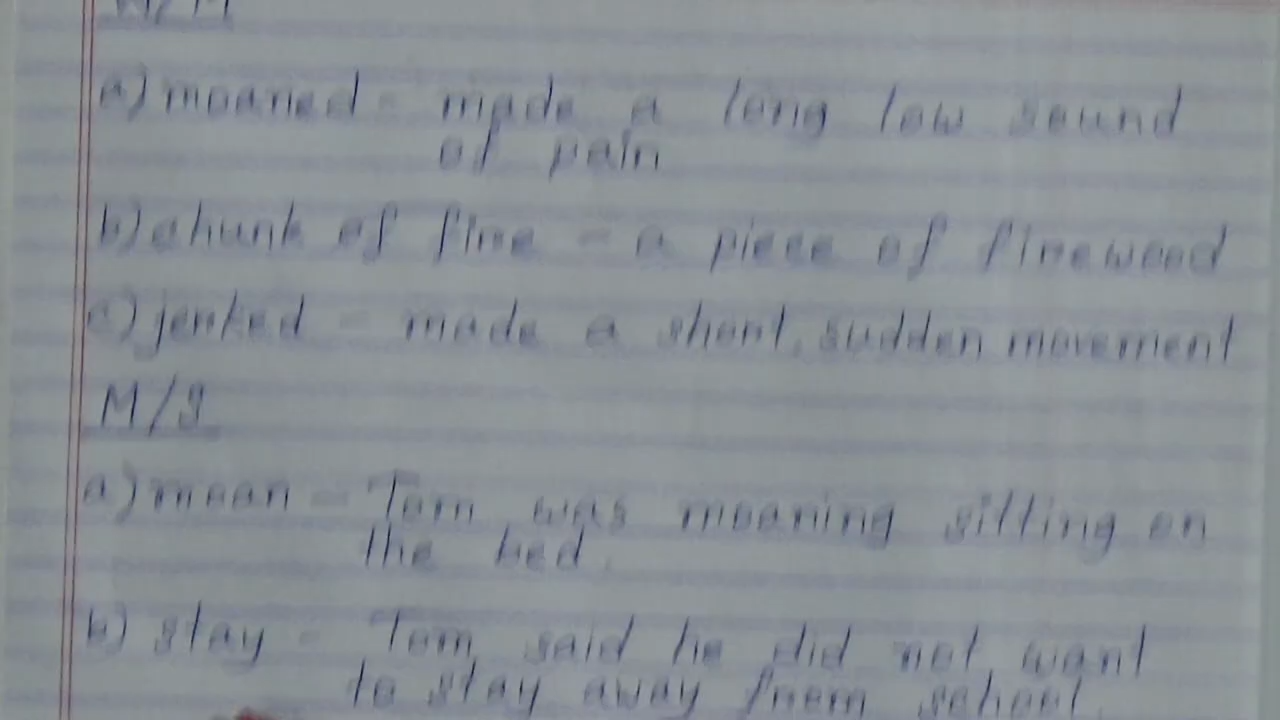 W/M
a) moaned = made a long low sound
of pain
b) chunk of fire = a piece of firewood
c) jerked = made a short, sudden movement
M/S
a) moan = Tom was moaning sitting on
the bed.
b) stay = Tom said he did not want
to stay away from school.